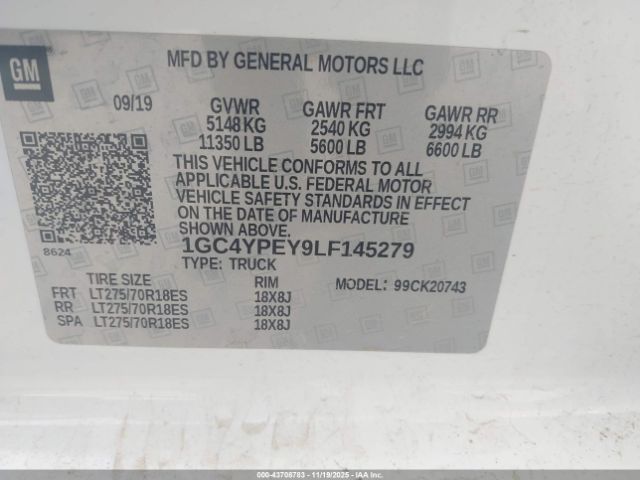 GM
MFD BY GENERAL MOTORS LLC
09/19 GVWR GAWR FRT GAWR RR
5148 KG 2540 KG 2994 KG
11350 LB 5600 LB 6600 LB
THIS VEHICLE CONFORMS TO ALL
APPLICABLE U.S. FEDERAL MOTOR
VEHICLE SAFETY STANDARDS IN EFFECT
ON THE DATE OF MANUFACTURE
SHOWN ABOVE.
8624
1GC4YPEY9LF145279
TYPE: TRUCK
TIRE SIZE RIM MODEL: 99CK20743
FRT LT275/70R18ES 18X8J
RR LT275/70R18ES 18X8J
SPA LT275/70R18ES 18X8J
000-43708783 - 11/19/2025 - © IAA Holdings, LLC